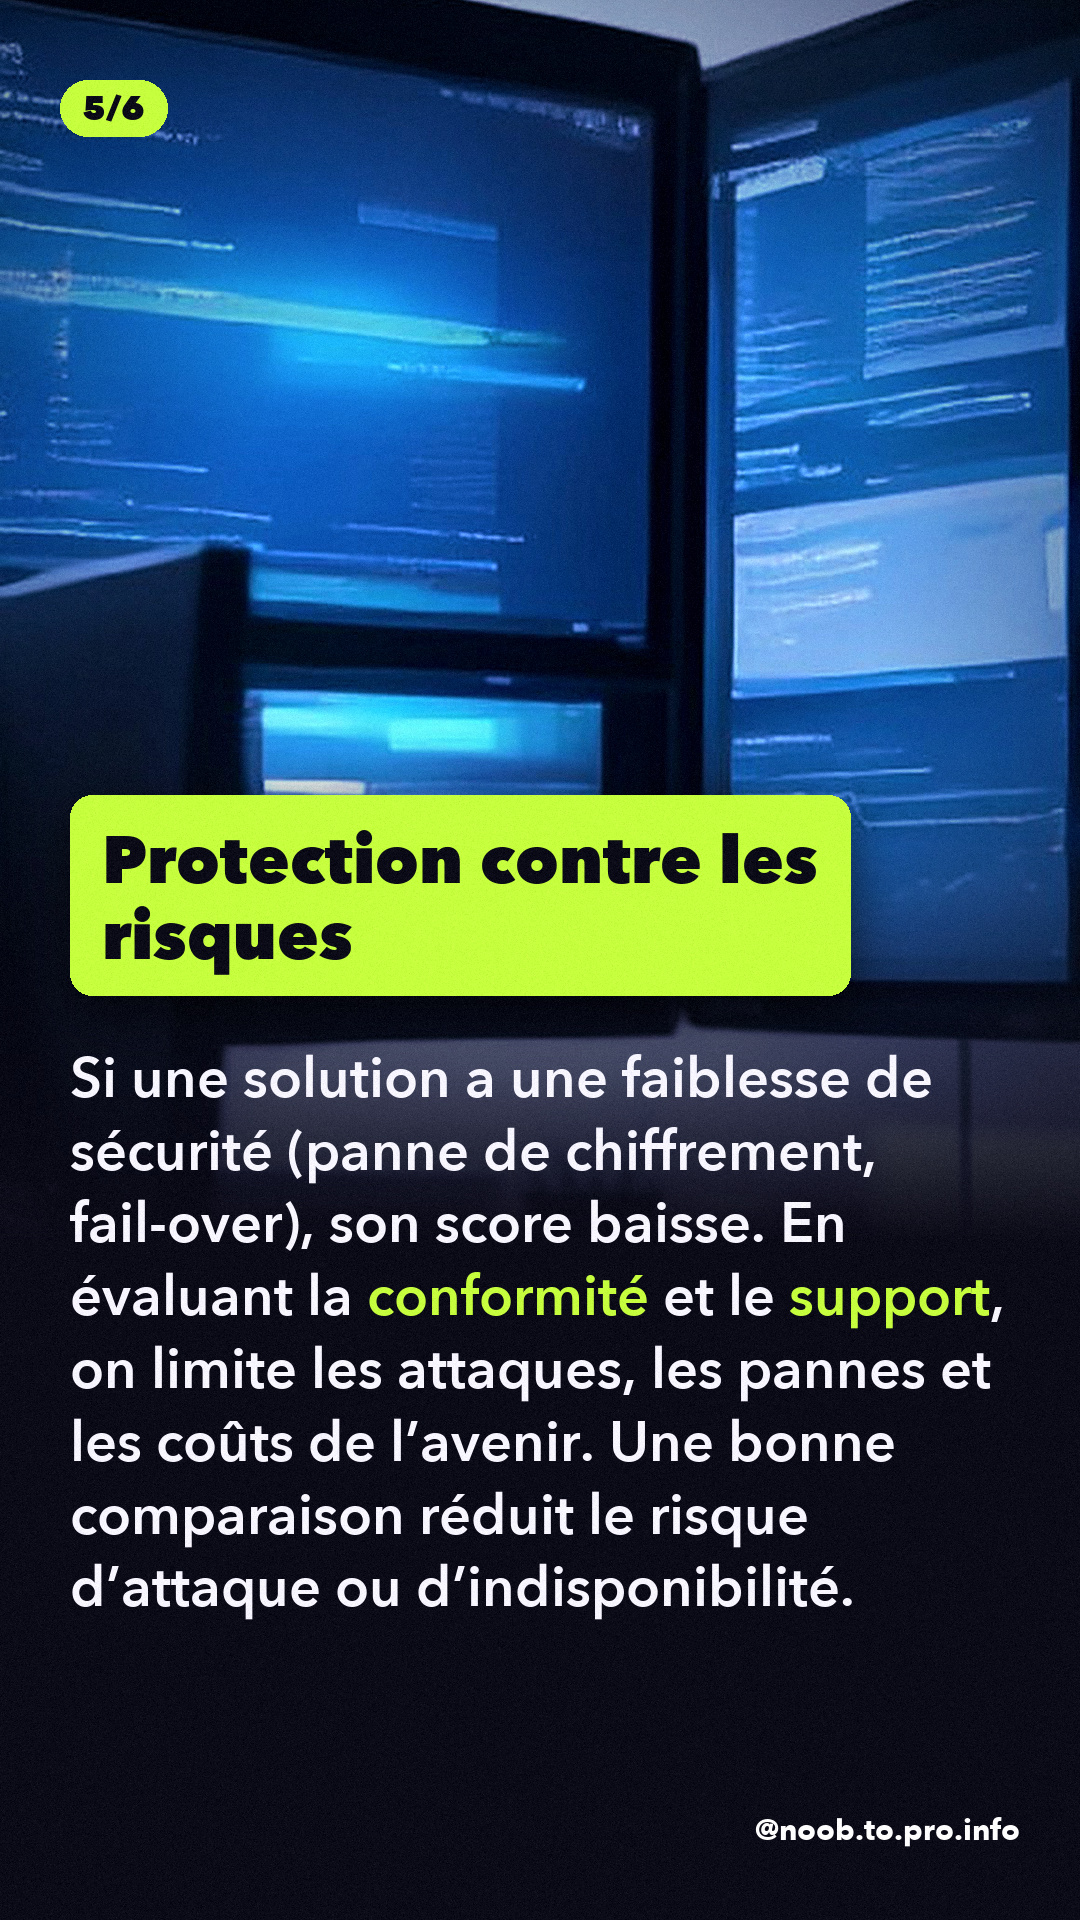 5/6
Protection contre les
risques
Si une solution a une faiblesse de
sécurité (panne de chiffrement,
fail-over), son score baisse. En
évaluant la conformité et le support,
on limite les attaques, les pannes et
les coûts de l’avenir. Une bonne
comparaison réduit le risque
d’attaque ou d’indisponibilité.
@noob.to.pro.info